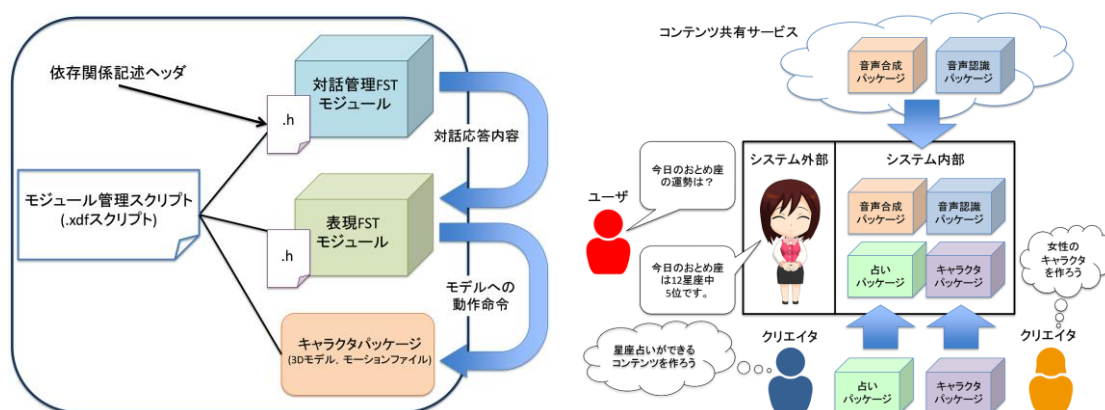 依存関係記述ヘッダ
対話管理FST
モジュール
.h
対話応答内容
モジュール管理スクリプト
(.xdfスクリプト)
表現FST
モジュール
.h
モデルへの
動作命令
キャラクタパッケージ
(3Dモデル，モーションファイル)
コンテンツ共有サービス
音声合成
パッケージ
音声認識
パッケージ
システム外部
システム内部
ユーザ
今日のおとめ座
の運勢は？
音声合成
パッケージ
音声認識
パッケージ
今日のおとめ座
は12星座中
5位です。
占い
パッケージ
キャラクタ
パッケージ
女性の
キャラクタ
を作ろう
星座占いができる
コンテンツを作ろう
クリエイタ
クリエイタ
占い
パッケージ
キャラクタ
パッケージ